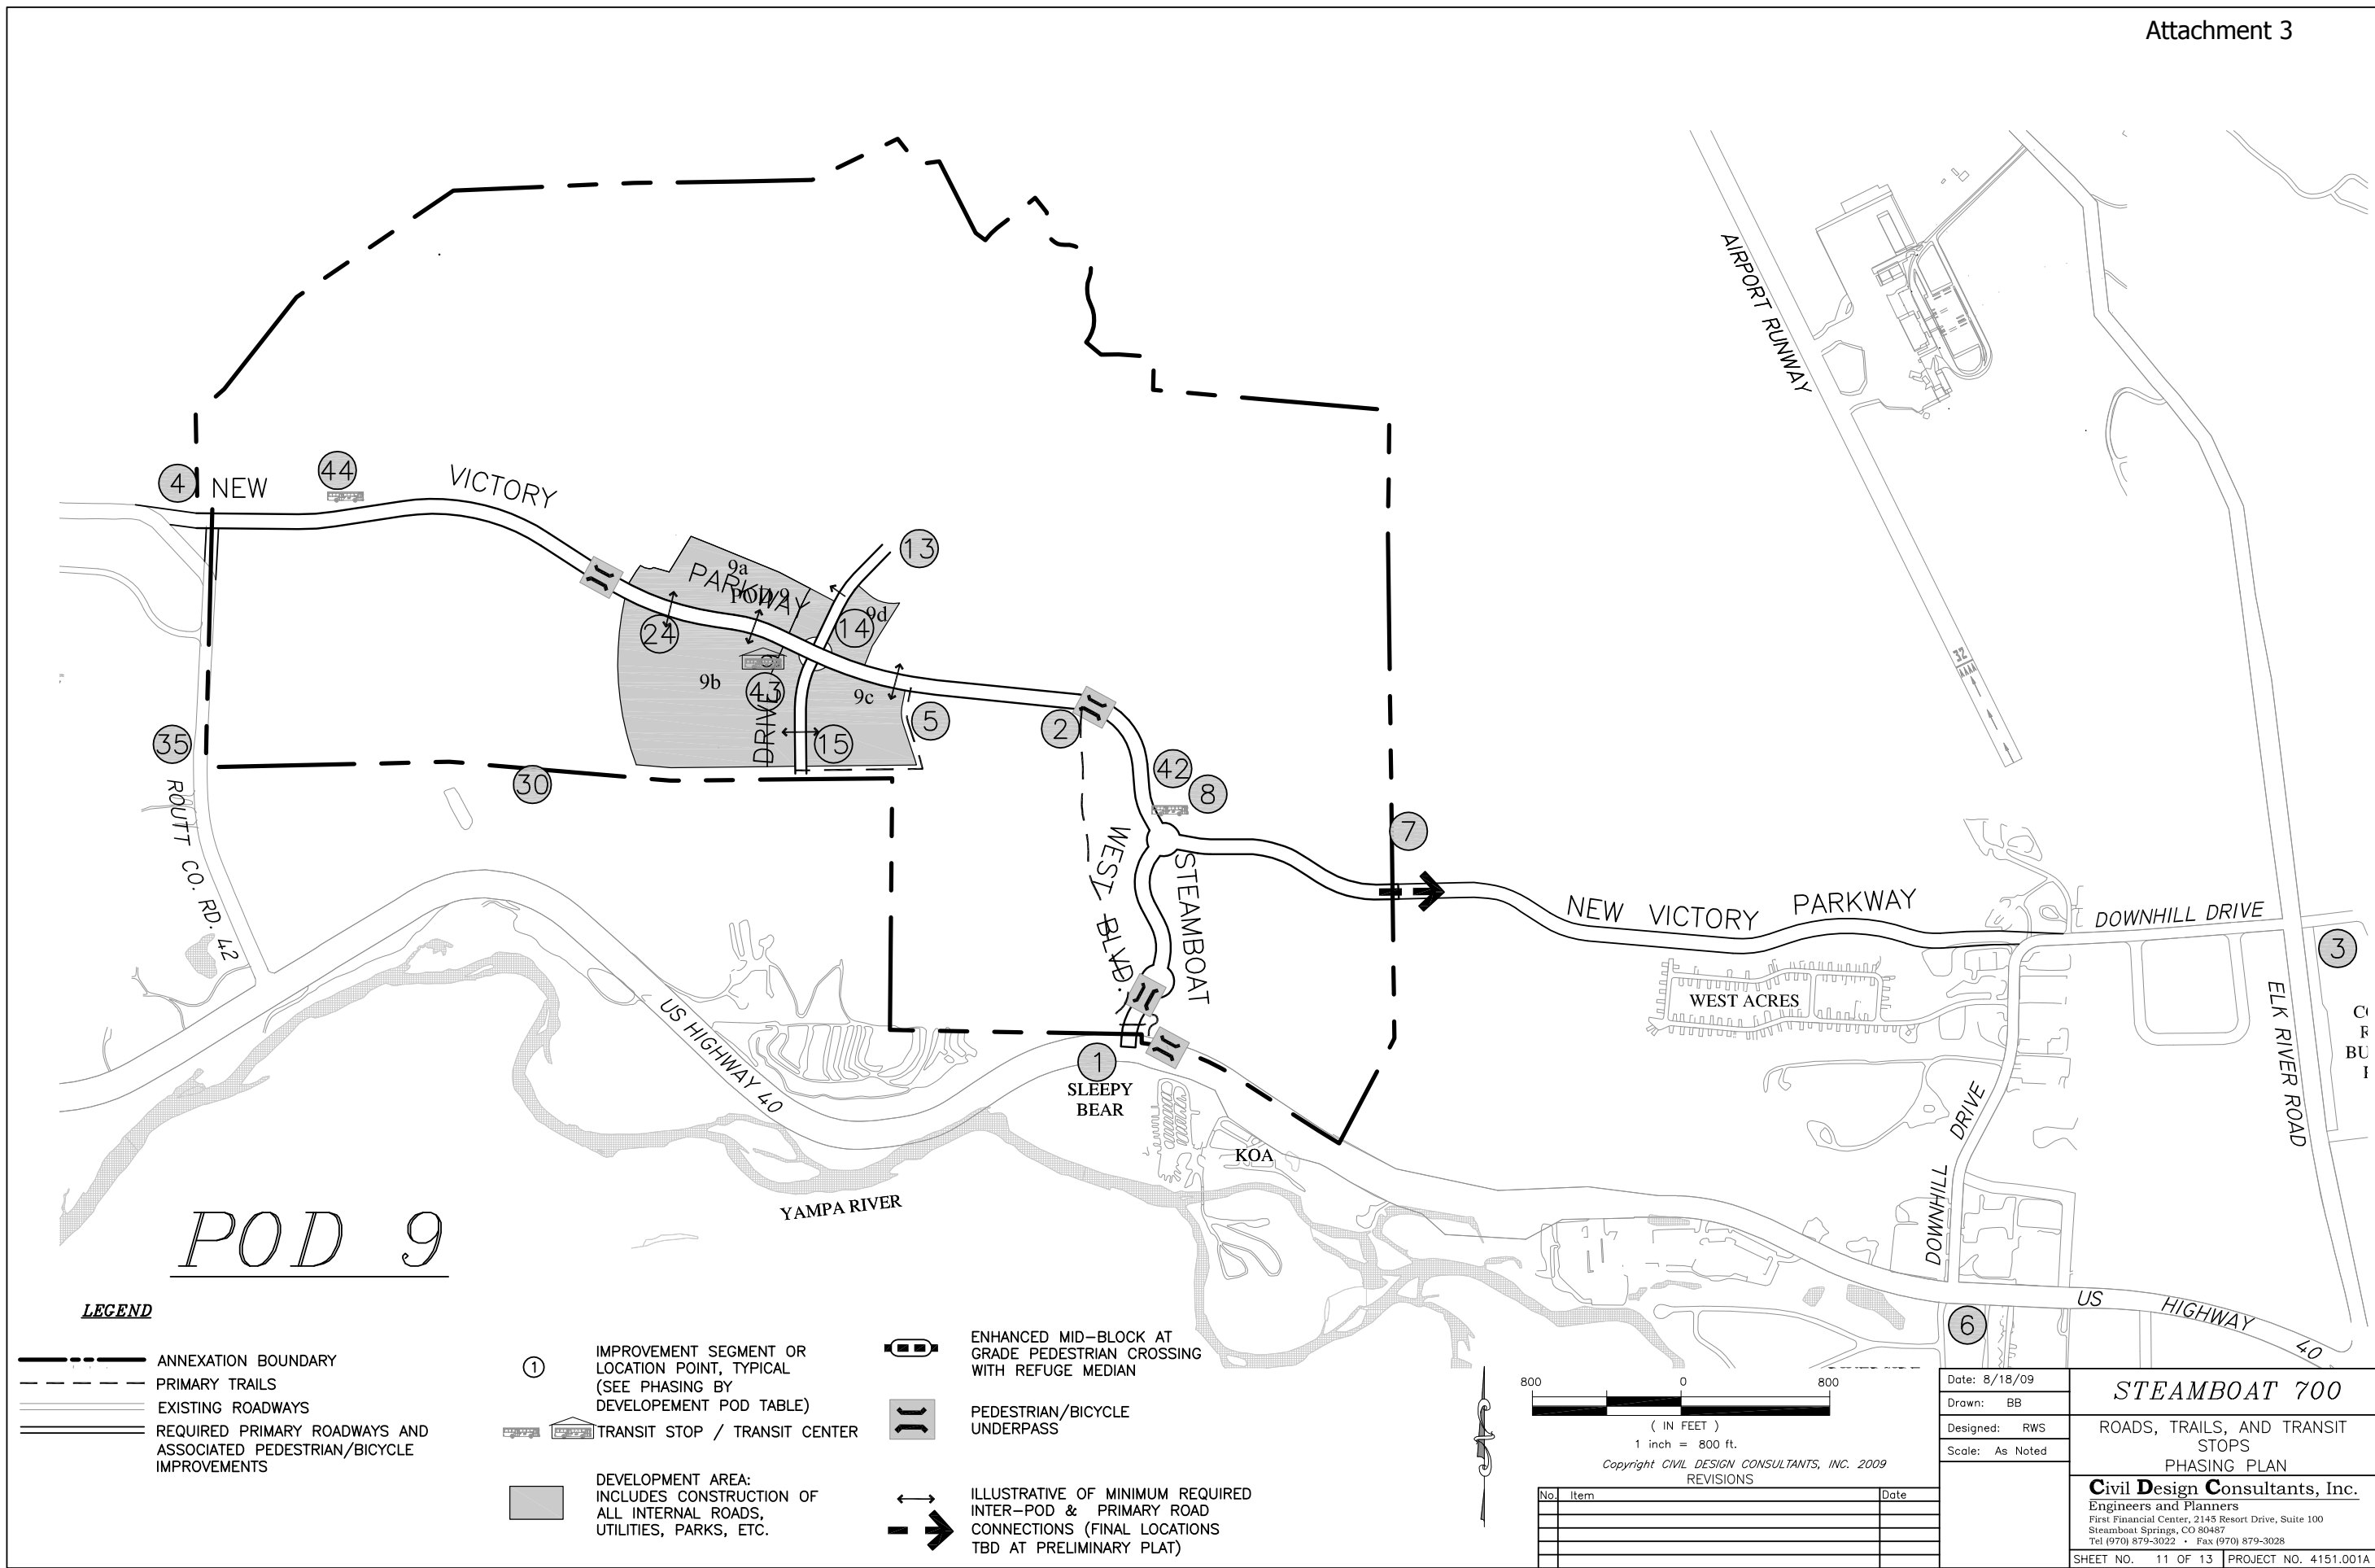 Attachment 3
AIRPORT RUNWAY
32
4
NEW
44
VICTORY
13
9a
PARKWAY
POD 9
9d
14
24
9b
43
9c
DRIVE
15
5
2
42
8
35
30
7
ROUTT CO. RD. 42
WEST BLVD.
STEAMBOAT
NEW VICTORY PARKWAY
DOWNHILL DRIVE
3
WEST ACRES
ELK RIVER ROAD
US HIGHWAY 40
1
SLEEPY
BEAR
KOA
YAMPA RIVER
DOWNHILL DRIVE
BU
US HIGHWAY 40
6
POD 9
LEGEND
ANNEXATION BOUNDARY
PRIMARY TRAILS
EXISTING ROADWAYS
REQUIRED PRIMARY ROADWAYS AND
ASSOCIATED PEDESTRIAN/BICYCLE
IMPROVEMENTS
1
IMPROVEMENT SEGMENT OR
LOCATION POINT, TYPICAL
(SEE PHASING BY
DEVELOPEMENT POD TABLE)
TRANSIT STOP / TRANSIT CENTER
DEVELOPMENT AREA:
INCLUDES CONSTRUCTION OF
ALL INTERNAL ROADS,
UTILITIES, PARKS, ETC.
ENHANCED MID-BLOCK AT
GRADE PEDESTRIAN CROSSING
WITH REFUGE MEDIAN
PEDESTRIAN/BICYCLE
UNDERPASS
ILLUSTRATIVE OF MINIMUM REQUIRED
INTER-POD & PRIMARY ROAD
CONNECTIONS (FINAL LOCATIONS
TBD AT PRELIMINARY PLAT)
800 0 800
( IN FEET )
1 inch = 800 ft.
Copyright CIVIL DESIGN CONSULTANTS, INC. 2009
REVISIONS
No. Item Date
Date: 8/18/09
Drawn: BB
Designed: RWS
Scale: As Noted
STEAMBOAT 700
ROADS, TRAILS, AND TRANSIT
STOPS
PHASING PLAN
Civil Design Consultants, Inc.
Engineers and Planners
First Financial Center, 2145 Resort Drive, Suite 100
Steamboat Springs, CO 80487
Tel (970) 879-3022 • Fax (970) 879-3028
SHEET NO. 11 OF 13 PROJECT NO. 4151.001A